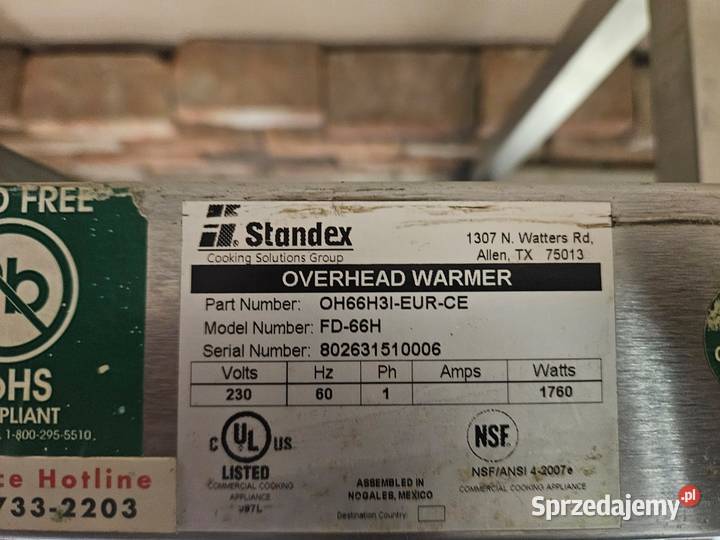 D FREE
b
OHS
PLIANT
1-800-295-5510
ce Hotline
733-2203
Standex
Cooking Solutions Group
1307 N. Watters Rd,
Allen, TX 75013
OVERHEAD WARMER
Part Number: OH66H3I-EUR-CE
Model Number: FD-66H
Serial Number: 802631510006
Volts Hz Ph Amps Watts
230 60 1 1760
C UL US
LISTED
COMMERCIAL COOKING
APPLIANCE
997L
ASSEMBLED IN
NOGALES, MEXICO
Destination Country:
NSF
NSF/ANSI 4-2007e
COMMERCIAL COOKING APPLIANCE
Sprzedajemy.pl